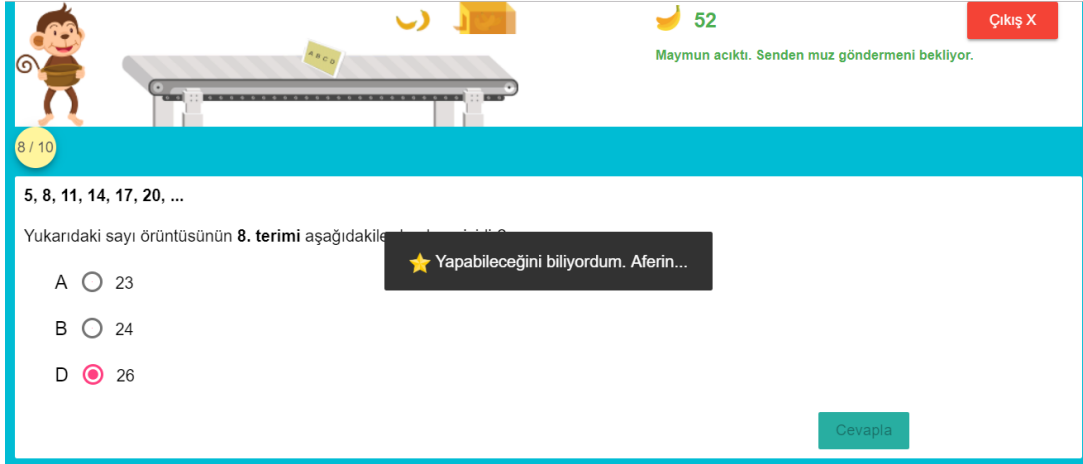 52
Çıkış X
Maymun acıktı. Senden muz göndermeni bekliyor.
A B C D
8 / 10
5, 8, 11, 14, 17, 20, ...
Yukarıdaki sayı örüntüsünün 8. terimi
Yapabileceğini biliyordum. Aferin...
A 23
B 24
D 26
Cevapla